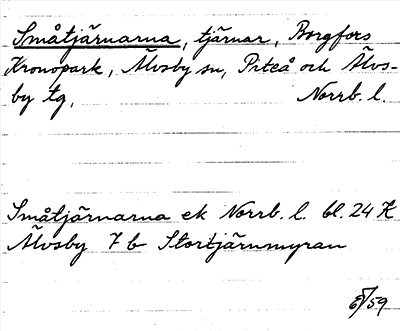 Småtjärnarna, tjärnar, Borgfors
Kronopark, Älvsby sn, Piteå och Älvs-
by tg, Norrb. l.
Småtjärnarna ek Norrb. l. bl. 24 K
Älvsby 7 b Stortjärnmyran
/59